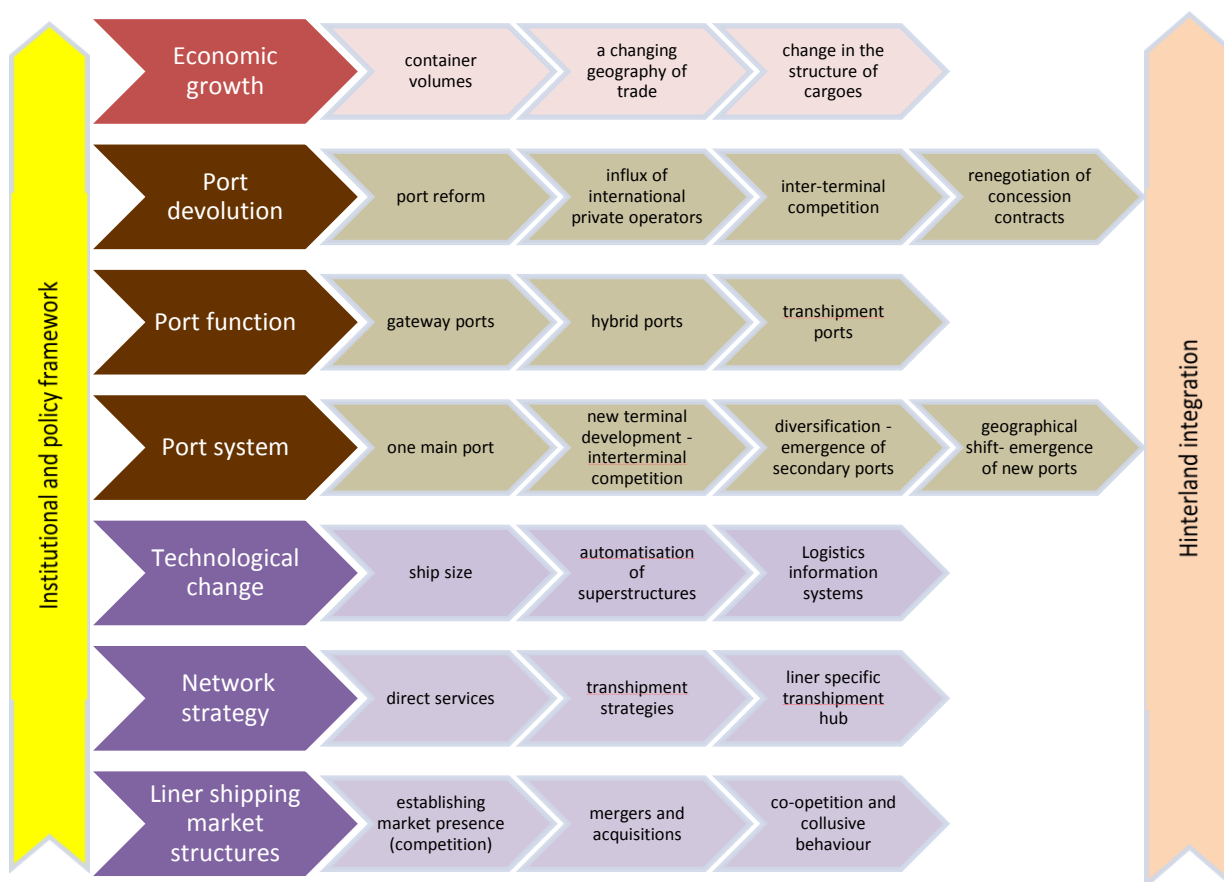 Institutional and policy framework
Economic
growth
container
volumes
a changing
geography of
trade
change in the
structure of
cargoes
Port
devolution
port reform
influx of
international
private operators
inter-terminal
competition
renegotiation of
concession
contracts
Port function
gateway ports
hybrid ports
transhipment
ports
Port system
one main port
new terminal
development -
interterminal
competition
diversification -
emergence of
secondary ports
geographical
shift- emergence
of new ports
Technological
change
ship size
automatisation
of
superstructures
Logistics
information
systems
Network
strategy
direct services
transhipment
strategies
liner specific
transhipment
hub
Liner shipping
market
structures
establishing
market presence
(competition)
mergers and
acquisitions
co-opetition and
collusive
behaviour
Hinterland integration